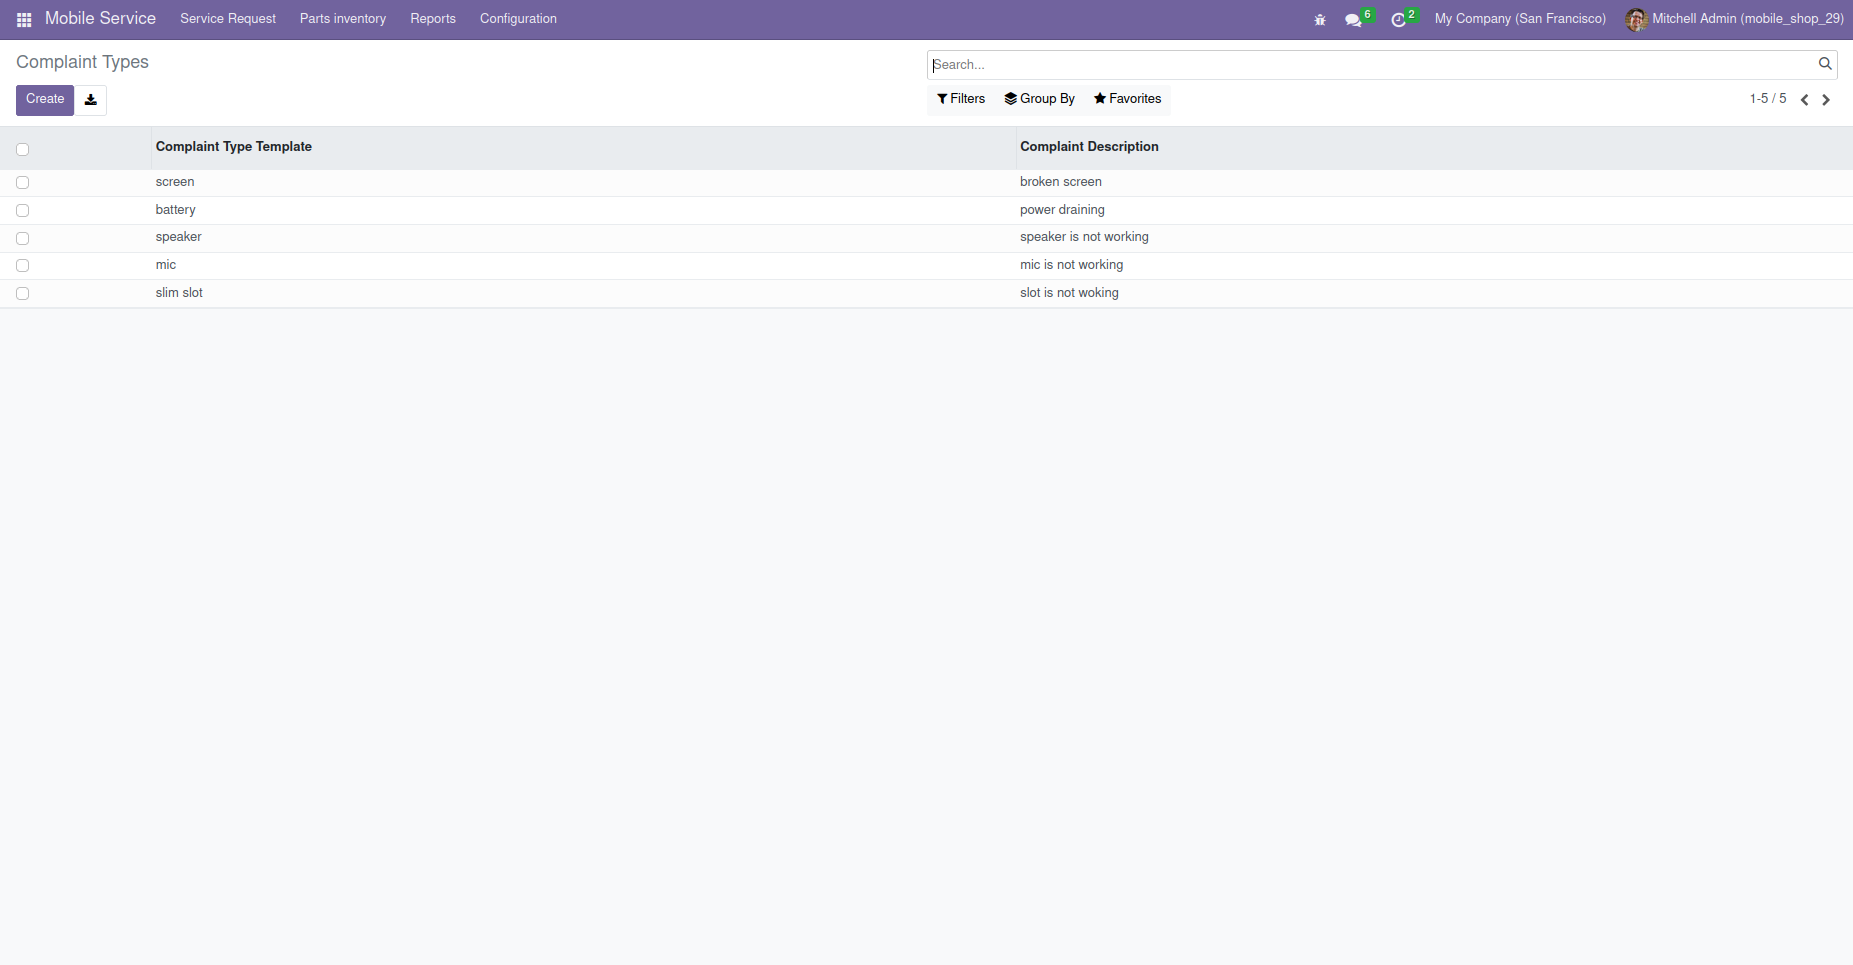 Mobile Service Service Request Parts inventory Reports Configuration 6 2 My Company (San Francisco) Mitchell Admin (mobile_shop_29)
Complaint Types
Search...
Create Filters Group By Favorites 1-5 / 5
Complaint Type Template Complaint Description
screen broken screen
battery power draining
speaker speaker is not working
mic mic is not working
slim slot slot is not woking